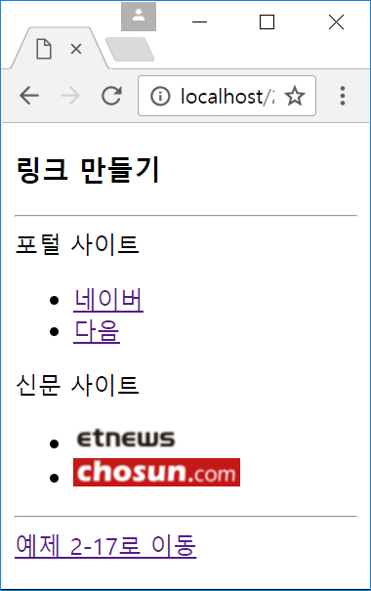 localhost/2
링크 만들기
포털 사이트
네이버
다음
신문 사이트
etnews
chosun.com
예제 2-17로 이동